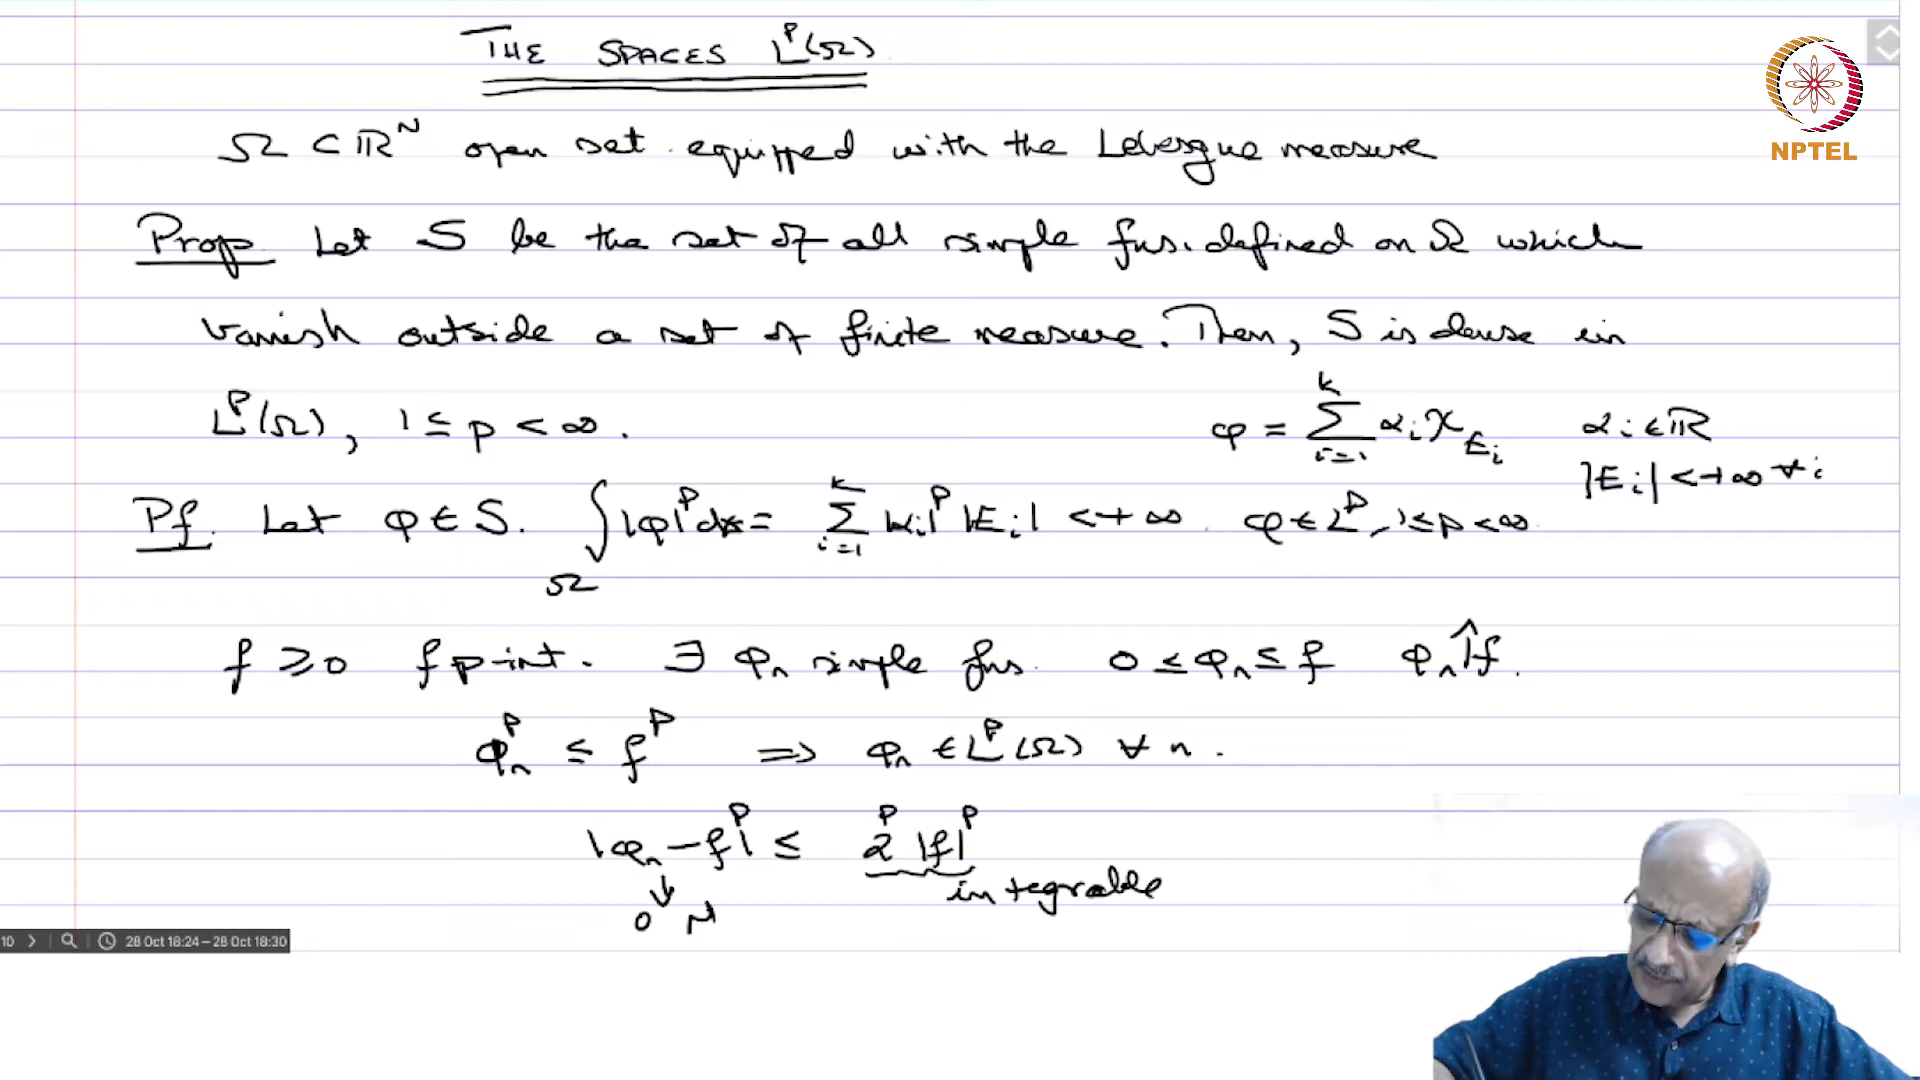 THE SPACES L^p(Ω)
NPTEL
Ω ⊂ ℝ^N open set equipped with the Lebesgue measure
Prop. Let S be the set of all simple fns. defined on Ω which
vanish outside a set of finite measure. Then, S is dense in
L^p(Ω), 1 ≤ p < ∞. φ = Σ_{i=1}^k α_i χ_{E_i} α_i ∈ ℝ
|E_i| < +∞ ∀ i
Pf. Let φ ∈ S. ∫_Ω |φ|^p dx = Σ_{i=1}^k |α_i|^p |E_i| < +∞. φ ∈ L^p, 1 ≤ p < ∞
f ≥ 0 f p-int. ∃ φ_n simple fns. 0 ≤ φ_n ≤ f φ_n ↑ f.
φ_n^p ≤ f^p ⟹ φ_n ∈ L^p(Ω) ∀ n.
|φ_n − f|^p ≤ 2^p |f|^p
integrable
↓
0
10 28 Oct 18:24 – 28 Oct 18:30